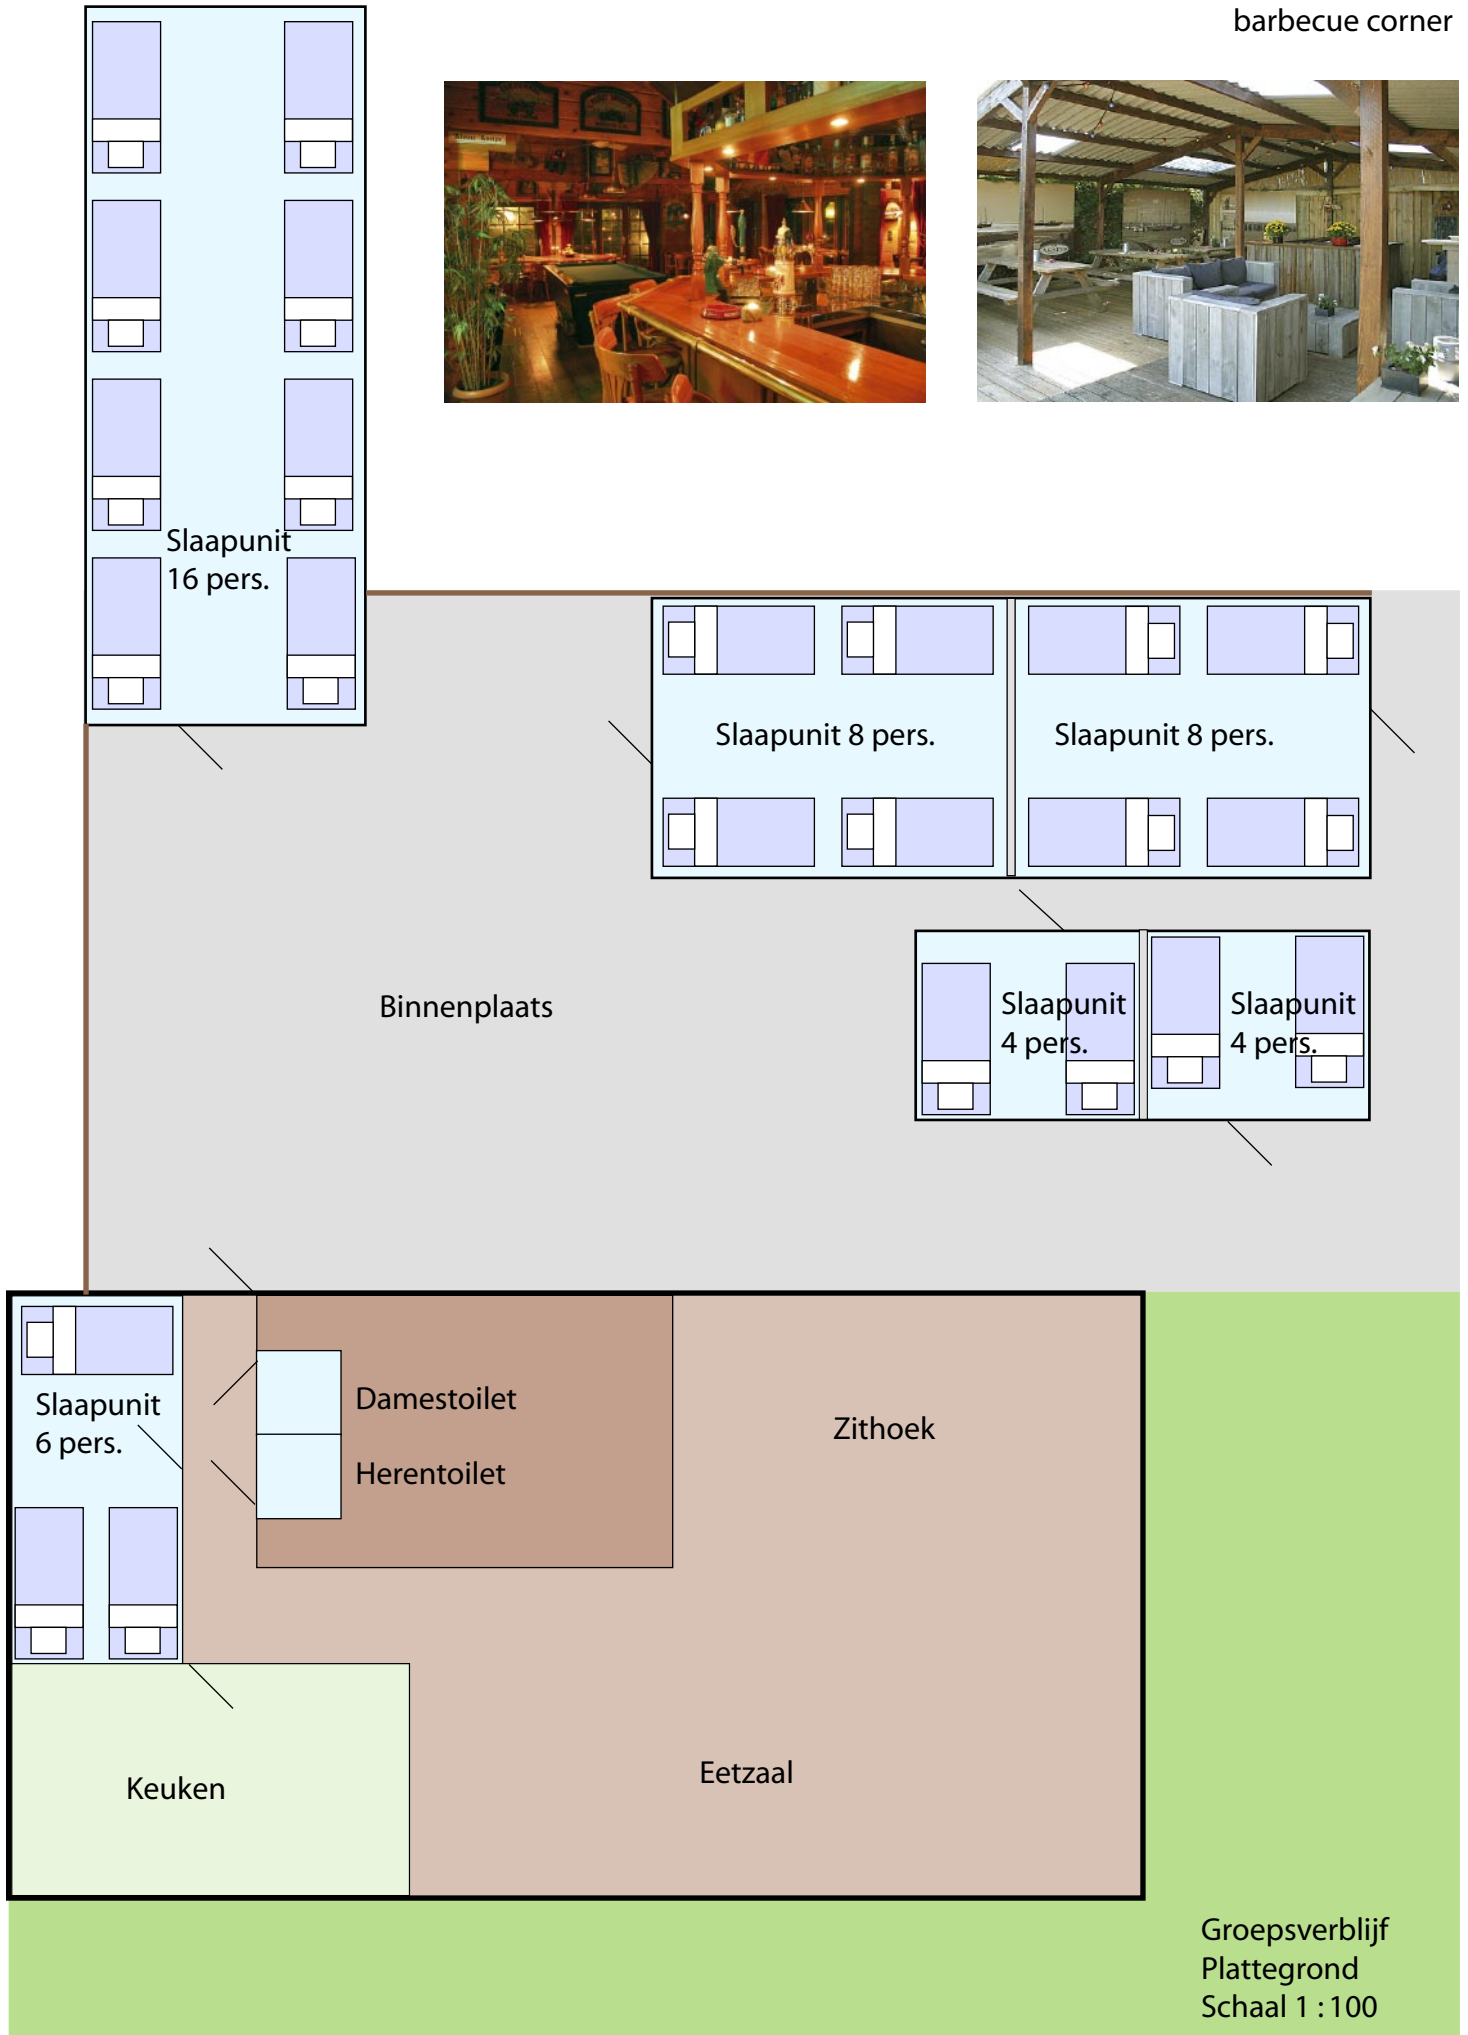 barbecue corner
Slaapunit
16 pers.
Slaapunit 8 pers.
Slaapunit 8 pers.
Binnenplaats
Slaapunit
4 pers.
Slaapunit
4 pers.
Slaapunit
6 pers.
Damestoilet
Herentoilet
Zithoek
Keuken
Eetzaal
Groepsverblijf
Plattegrond
Schaal 1 : 100